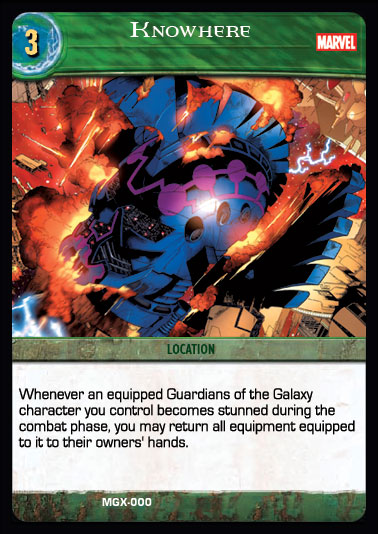 3
Knowhere
MARVEL
LOCATION
Whenever an equipped Guardians of the Galaxy
character you control becomes stunned during the
combat phase, you may return all equipment equipped
to it to their owners' hands.
MGX-000